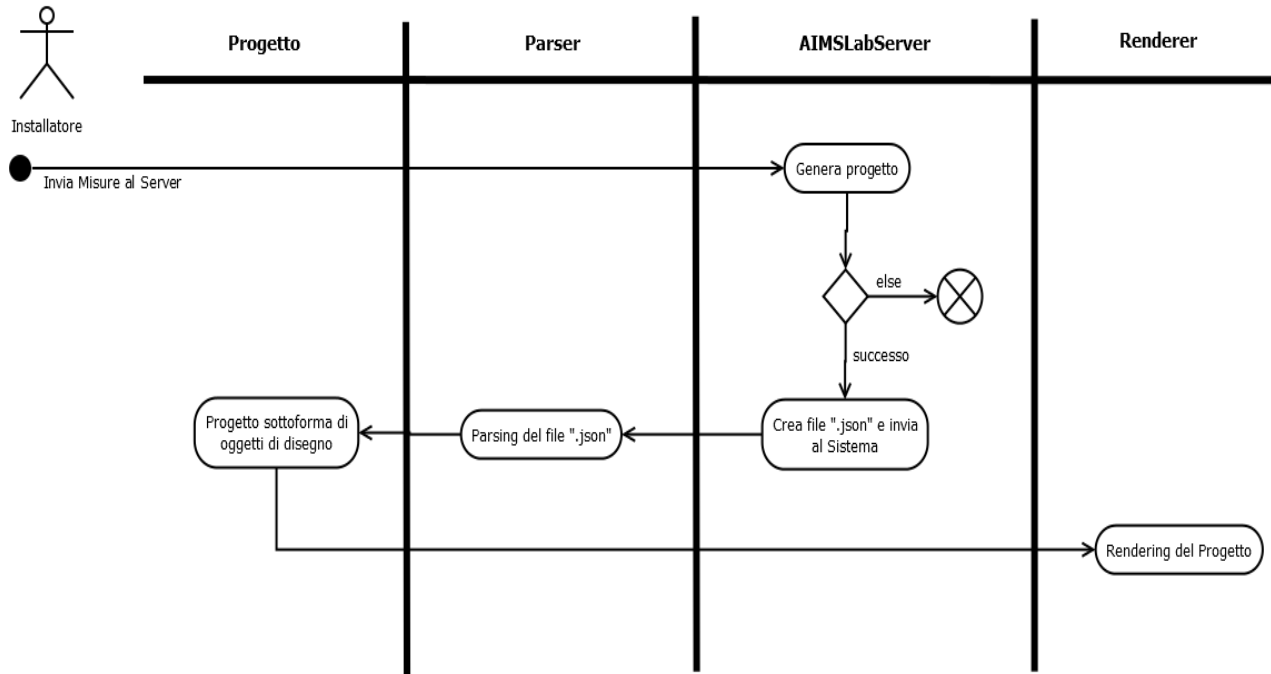 Progetto
Parser
AIMSLabServer
Renderer
Installatore
Invia Misure al Server
Genera progetto
else
successo
Progetto sottoforma di
oggetti di disegno
Parsing del file ".json"
Crea file ".json" e invia
al Sistema
Rendering del Progetto